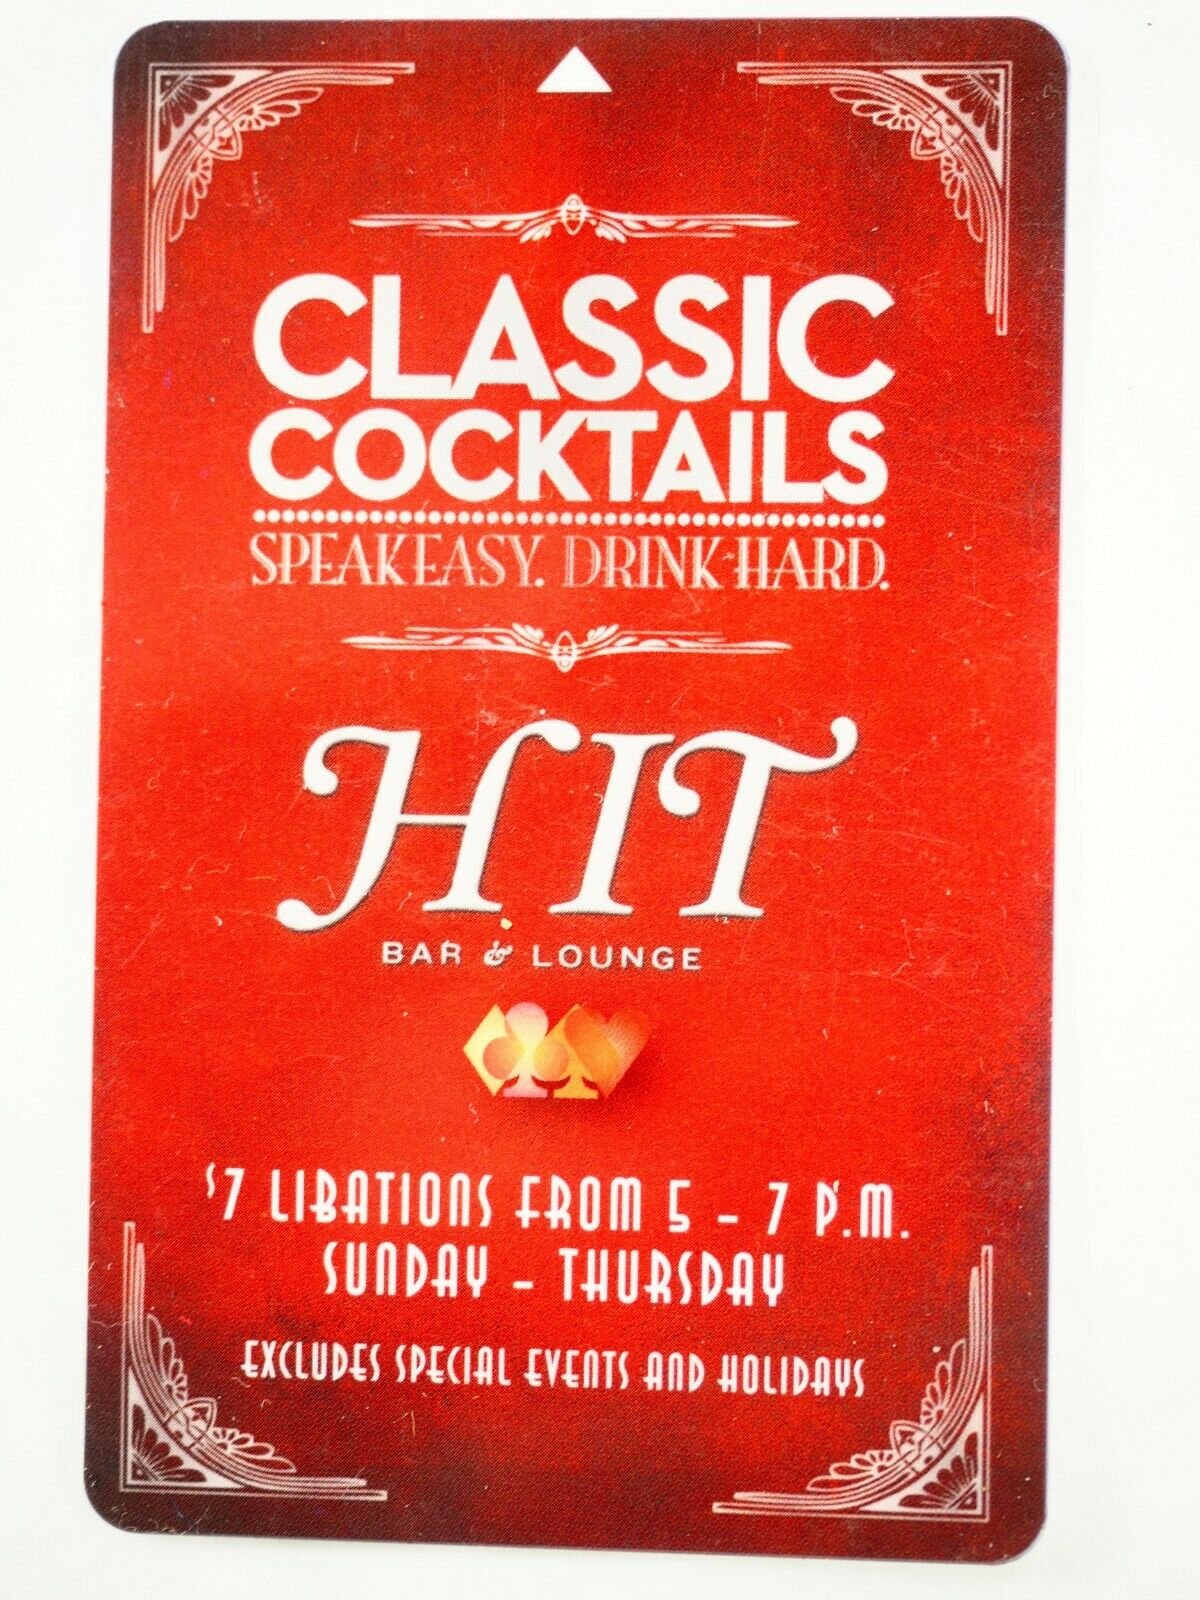 CLASSIC
COCKTAILS
SPEAKEASY. DRINK HARD.
HIT
BAR & LOUNGE
$7 LIBATIONS FROM 5 - 7 P.M.
SUNDAY - THURSDAY
EXCLUDES SPECIAL EVENTS AND HOLIDAYS